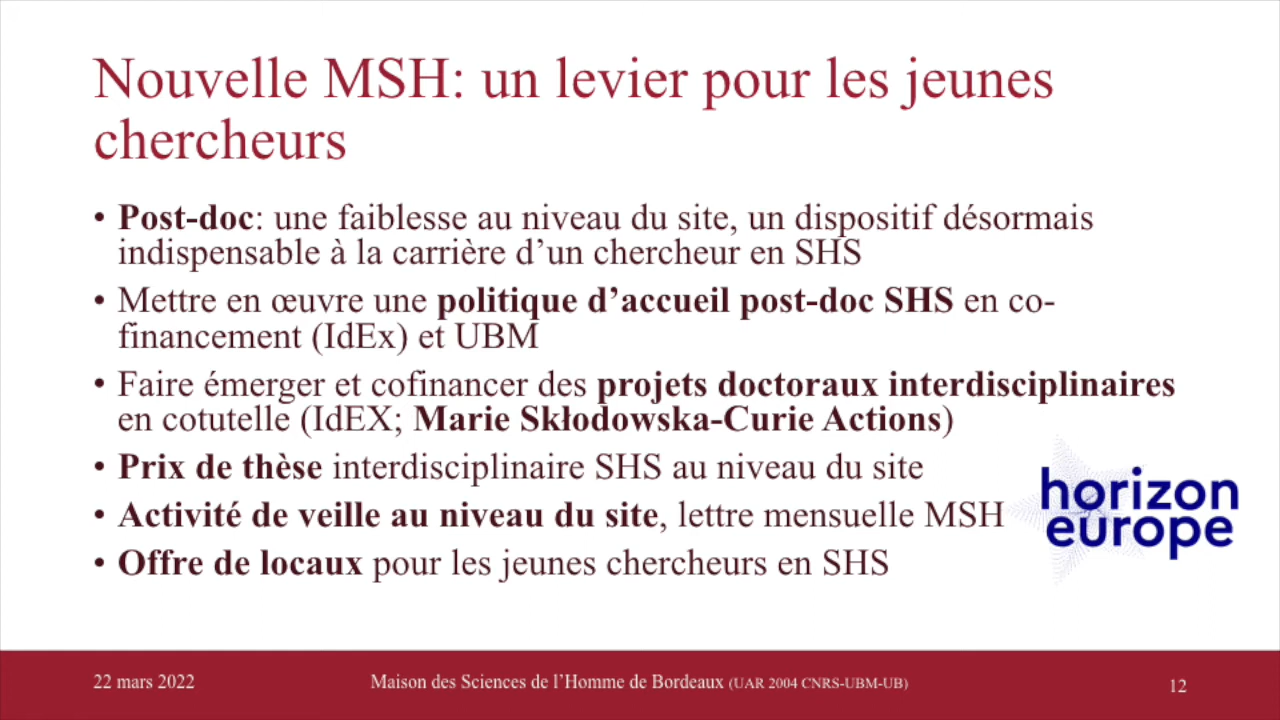 Nouvelle MSH: un levier pour les jeunes
chercheurs
• Post-doc: une faiblesse au niveau du site, un dispositif désormais
indispensable à la carrière d’un chercheur en SHS
• Mettre en œuvre une politique d’accueil post-doc SHS en co-
financement (IdEx) et UBM
• Faire émerger et cofinancer des projets doctoraux interdisciplinaires
en cotutelle (IdEX; Marie Skłodowska-Curie Actions)
• Prix de thèse interdisciplinaire SHS au niveau du site
• Activité de veille au niveau du site, lettre mensuelle MSH
• Offre de locaux pour les jeunes chercheurs en SHS
horizon
europe
22 mars 2022
Maison des Sciences de l’Homme de Bordeaux (UAR 2004 CNRS-UBM-UB)
12